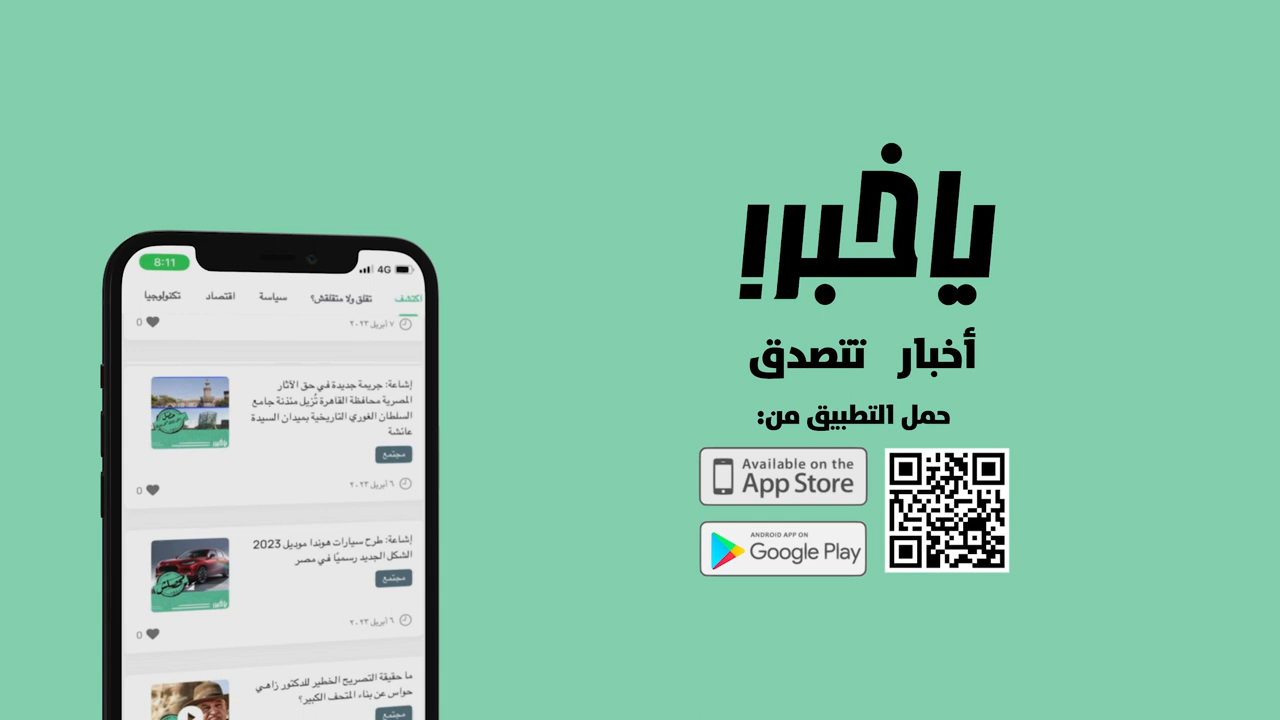 ياخبر!
أخبار تتصدق
حمل التطبيق من:
Available on the
App Store
ANDROID APP ON
Google Play
8:11
4G
اكتشف تقلق ولا متقلقش؟ سياسة اقتصاد تكنولوجيا
٧ أبريل ٢٠٢٣
0
إشاعة: جريمة جديدة في حق الآثار
المصرية محافظة القاهرة تُزيل مئذنة جامع
السلطان الغوري التاريخية بميدان السيدة
عائشة
مجتمع
٦ أبريل ٢٠٢٣
0
إشاعة: طرح سيارات هوندا موديل 2023
الشكل الجديد رسميًا في مصر
مجتمع
٦ أبريل ٢٠٢٣
0
ما حقيقة التصريح الخطير للدكتور زاهي
حواس عن بناء المتحف الكبير؟
مجتمع